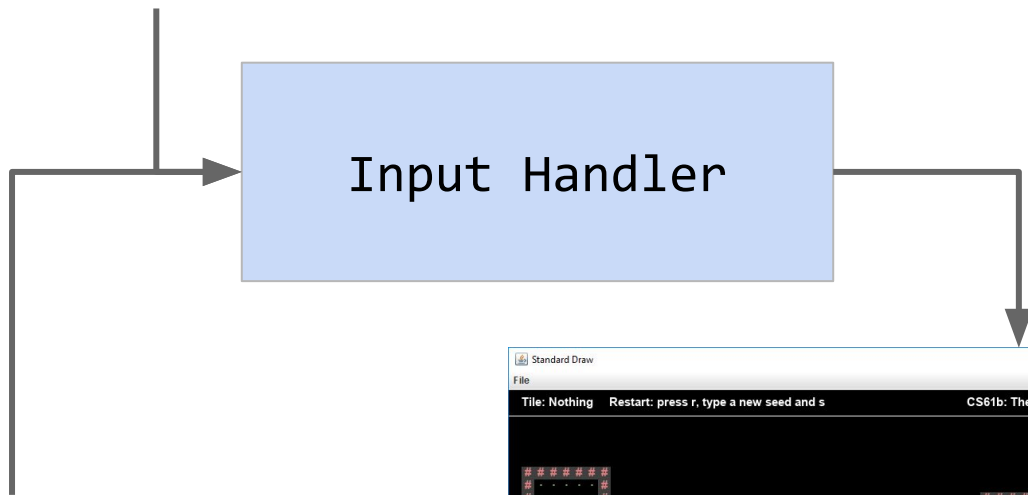 Input Handler
Standard Draw
File
Tile: Nothing Restart: press r, type a new seed and s CS61b: The
# # # # # # #
# · · · · · #